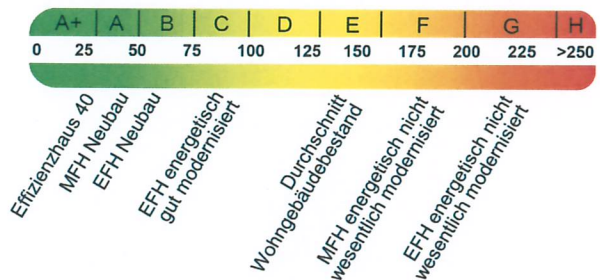 A+ A B C D E F G H
0 25 50 75 100 125 150 175 200 225 >250
Effizienzhaus 40
MFH Neubau
EFH Neubau
EFH energetisch
gut modernisiert
Durchschnitt
Wohngebäudebestand
MFH energetisch nicht
wesentlich modernisiert
EFH energetisch nicht
wesentlich modernisiert